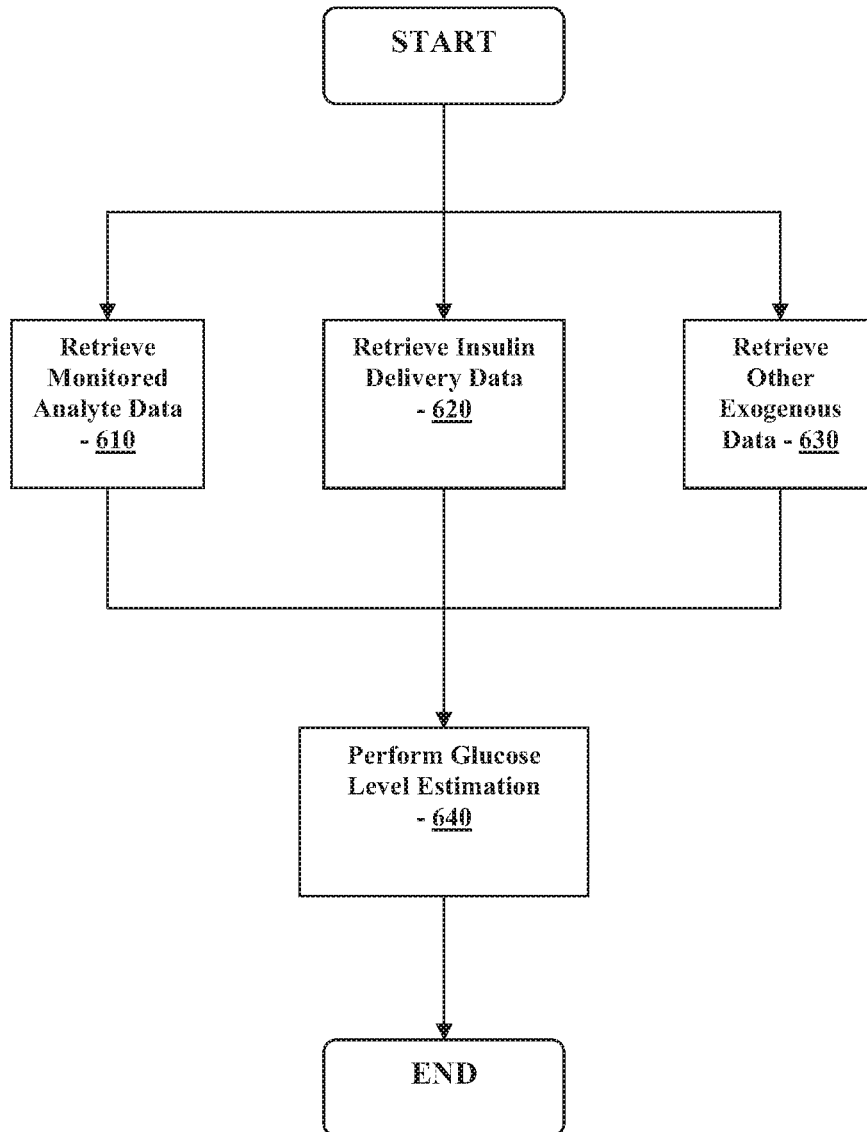 START
Retrieve
Monitored
Analyte Data
- 610
Retrieve Insulin
Delivery Data
- 620
Retrieve
Other
Exogenous
Data - 630
Perform Glucose
Level Estimation
- 640
END